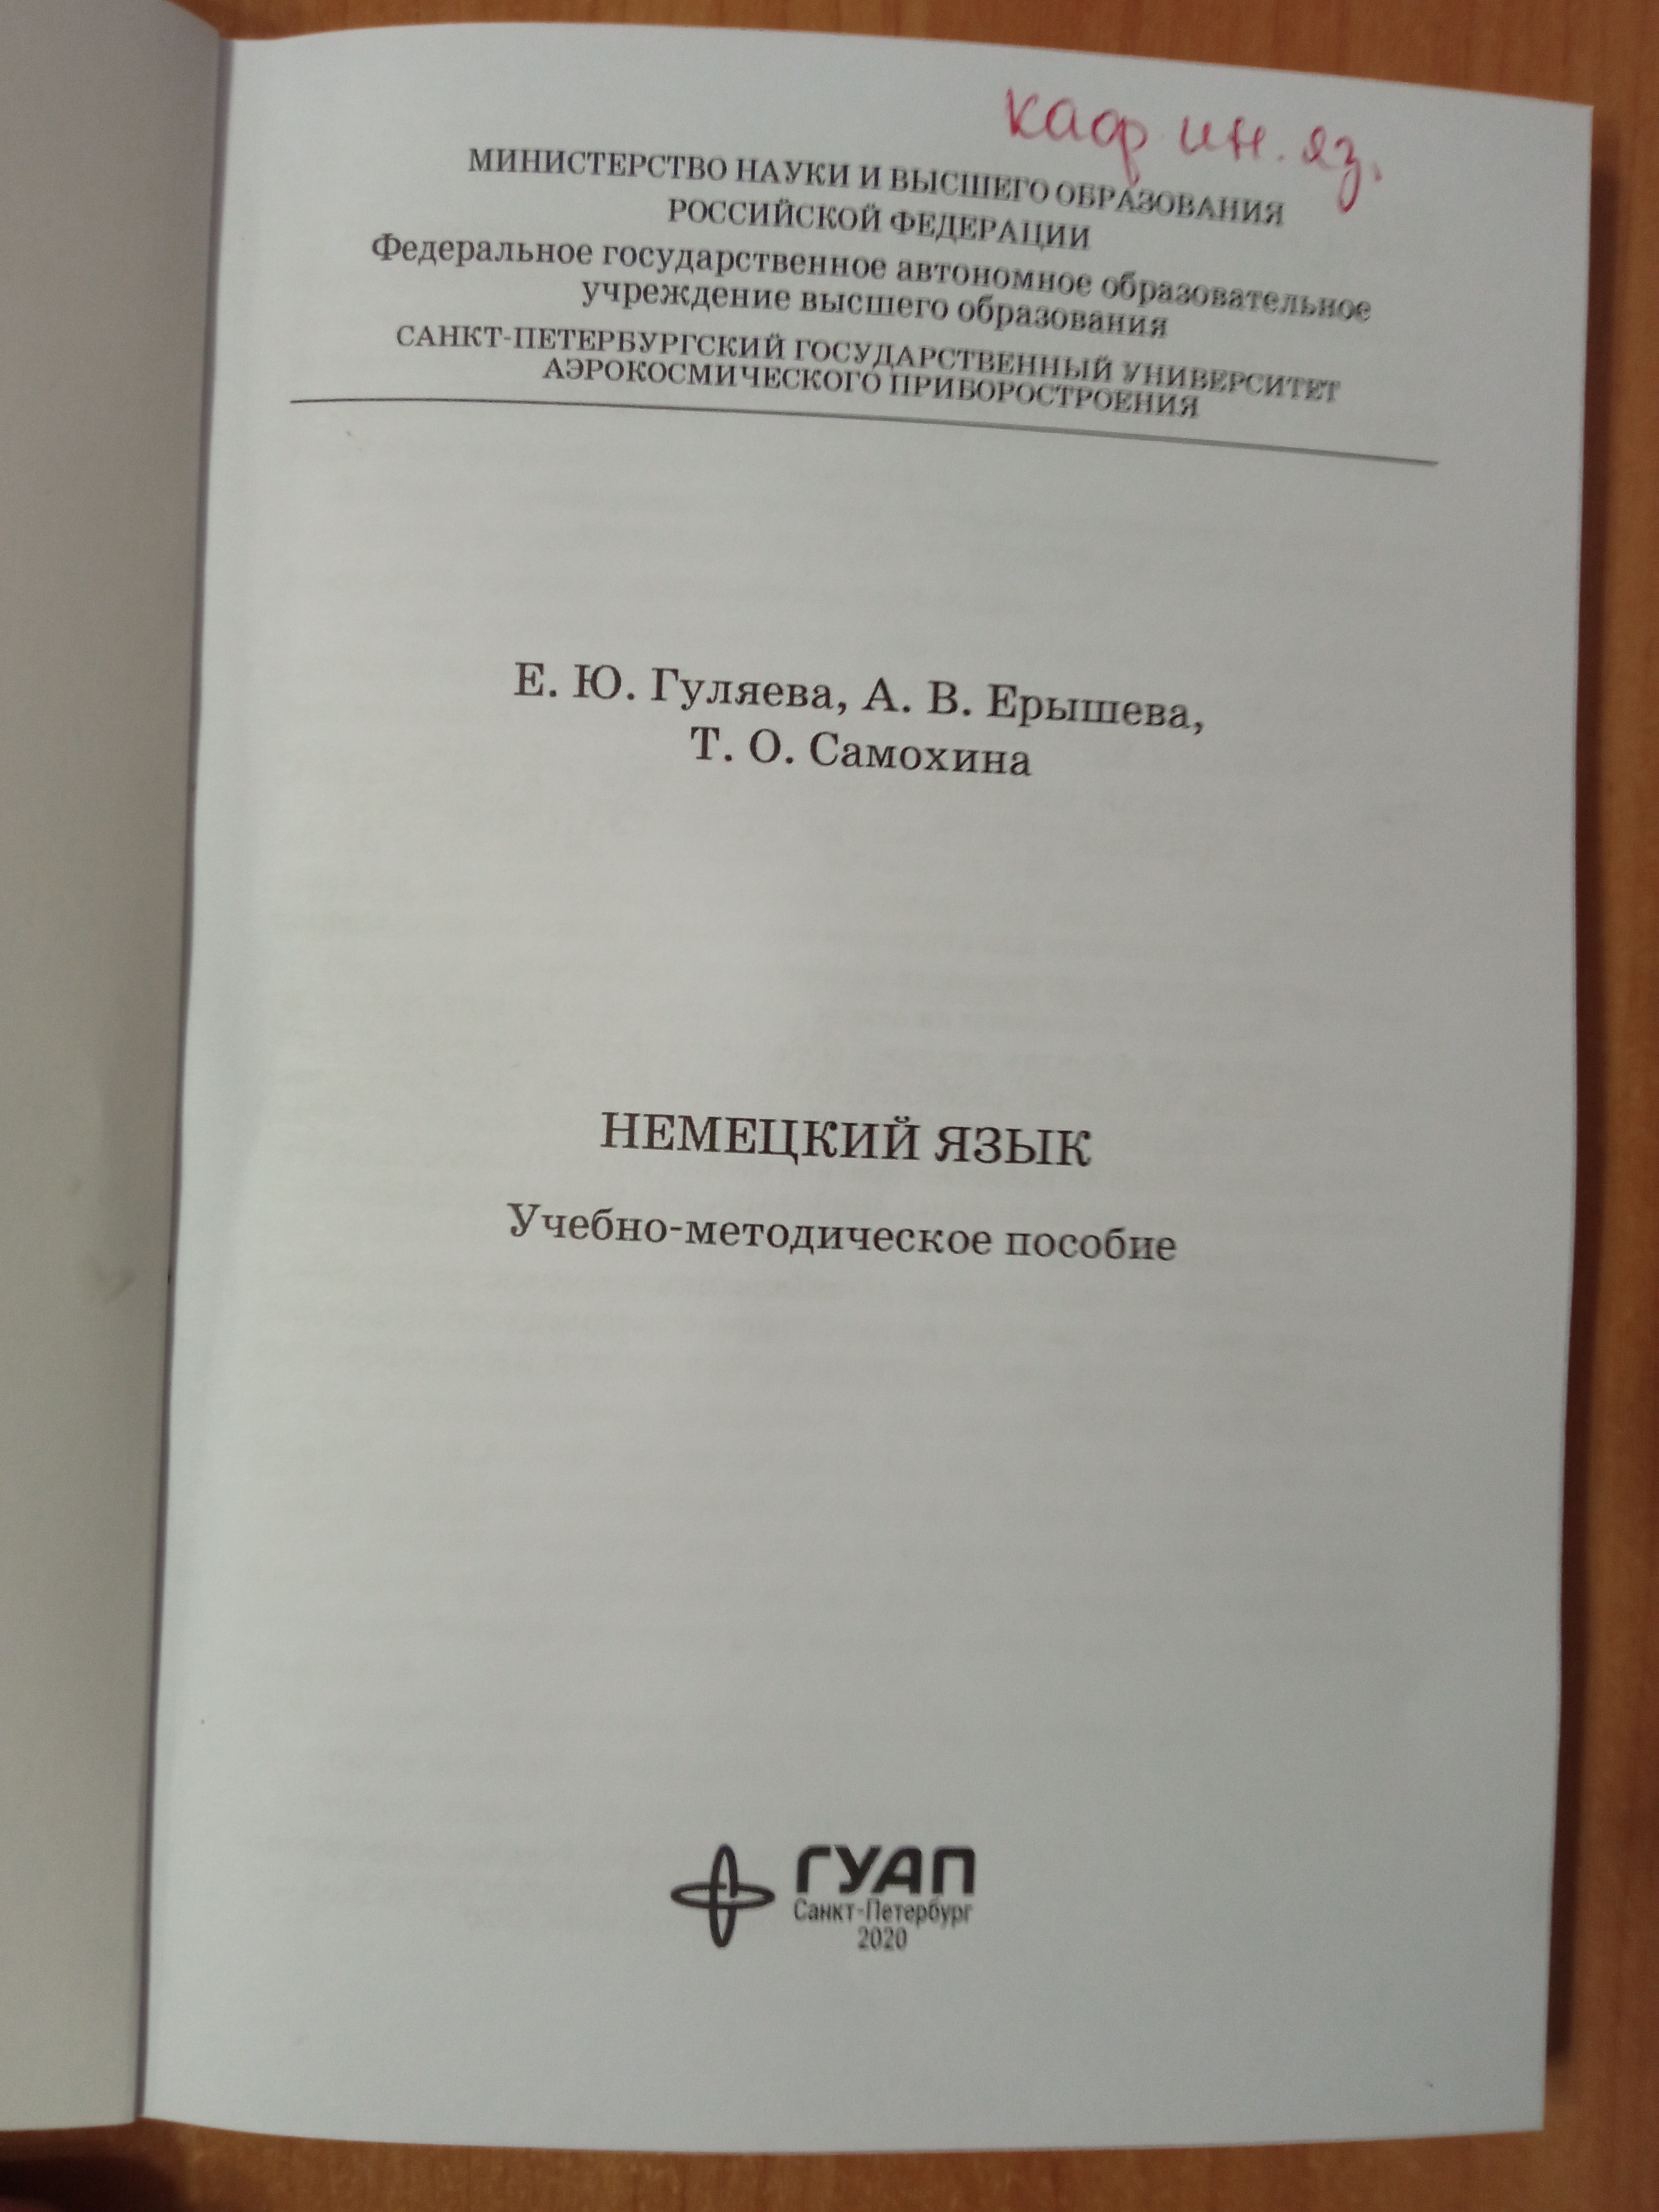 каф ин. яз.
МИНИСТЕРСТВО НАУКИ И ВЫСШЕГО ОБРАЗОВАНИЯ
РОССИЙСКОЙ ФЕДЕРАЦИИ
Федеральное государственное автономное образовательное
учреждение высшего образования
САНКТ-ПЕТЕРБУРГСКИЙ ГОСУДАРСТВЕННЫЙ УНИВЕРСИТЕТ
АЭРОКОСМИЧЕСКОГО ПРИБОРОСТРОЕНИЯ
Е. Ю. Гуляева, А. В. Ерышева,
Т. О. Самохина
НЕМЕЦКИЙ ЯЗЫК
Учебно-методическое пособие
ГУАП
Санкт-Петербург
2020